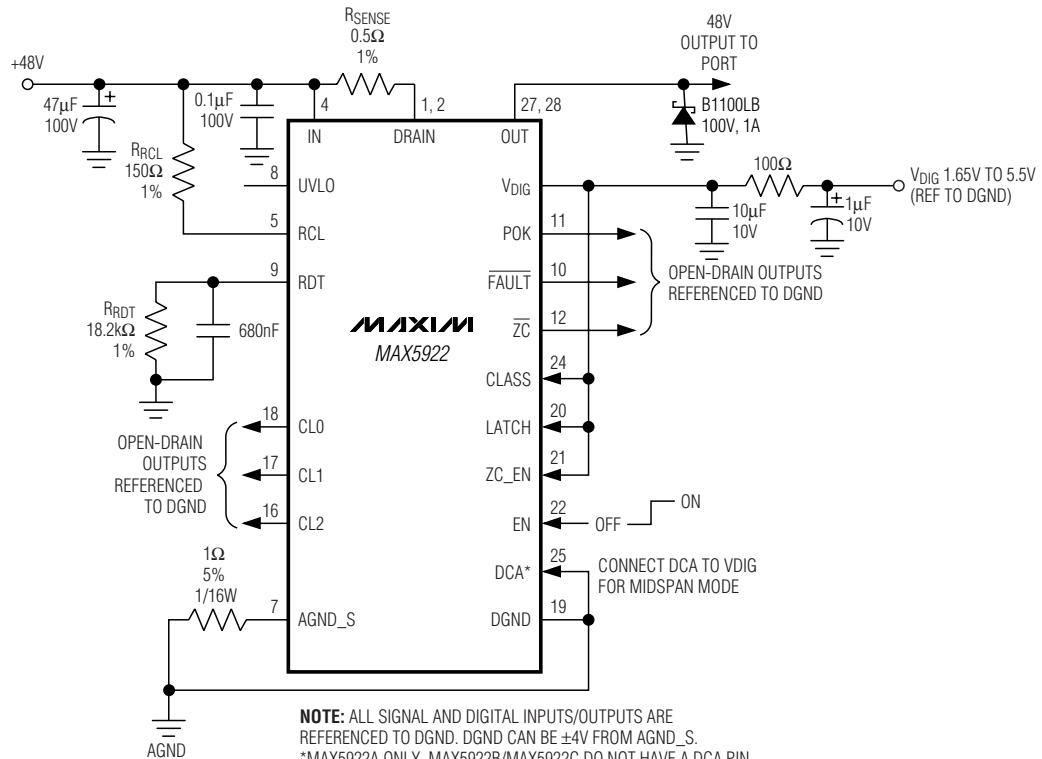 RSENSE
0.5Ω
1%
48V
OUTPUT TO
PORT
+48V
47μF
100V
+
0.1μF
100V
4
1, 2
27, 28
B1100LB
100V, 1A
IN
DRAIN
OUT
RRCL
150Ω
1%
8
UVLO
VDIG
100Ω
VDIG 1.65V TO 5.5V
(REF TO DGND)
10μF
10V
+
1μF
10V
5
RCL
POK
11
9
RDT
FAULT
10
OPEN-DRAIN OUTPUTS
REFERENCED TO DGND
RRDT
18.2kΩ
1%
680nF
MAXIM
MAX5922
ZC
12
CLASS
24
18
CL0
LATCH
20
OPEN-DRAIN
OUTPUTS
REFERENCED
TO DGND
17
CL1
ZC_EN
21
16
CL2
EN
22
OFF
ON
DCA*
25
CONNECT DCA TO VDIG
FOR MIDSPAN MODE
1Ω
5%
1/16W
7
AGND_S
DGND
19
AGND
NOTE: ALL SIGNAL AND DIGITAL INPUTS/OUTPUTS ARE
REFERENCED TO DGND. DGND CAN BE ±4V FROM AGND_S.
*MAX5922A ONLY. MAX5922B/MAX5922C DO NOT HAVE A DCA PIN.